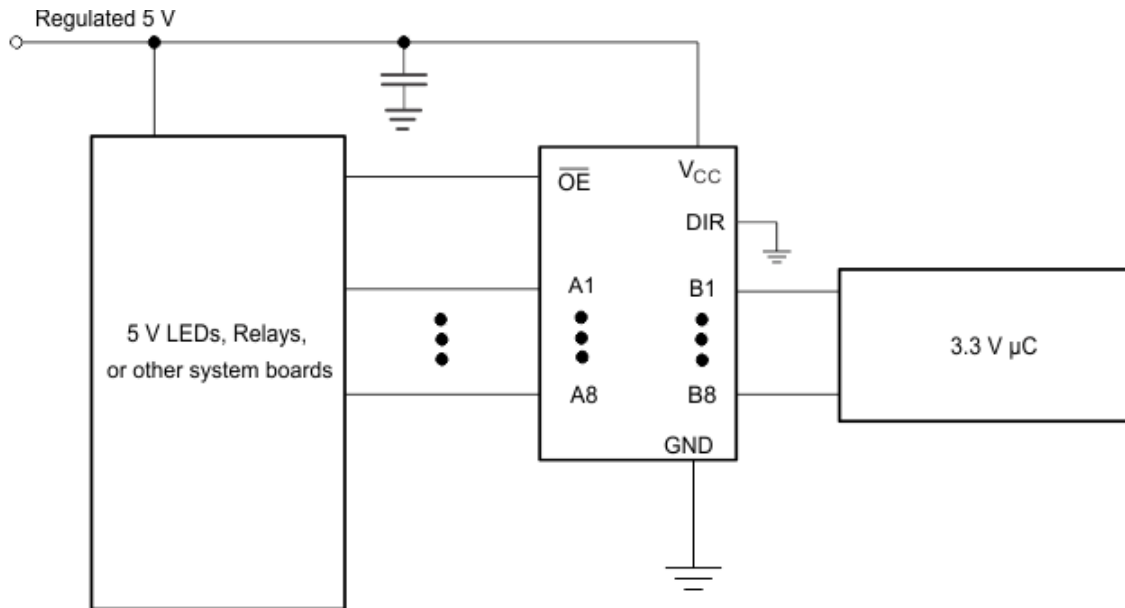 Regulated 5 V
OE
VCC
DIR
A1
B1
5 V LEDs, Relays,
or other system boards
3.3 V µC
A8
B8
GND